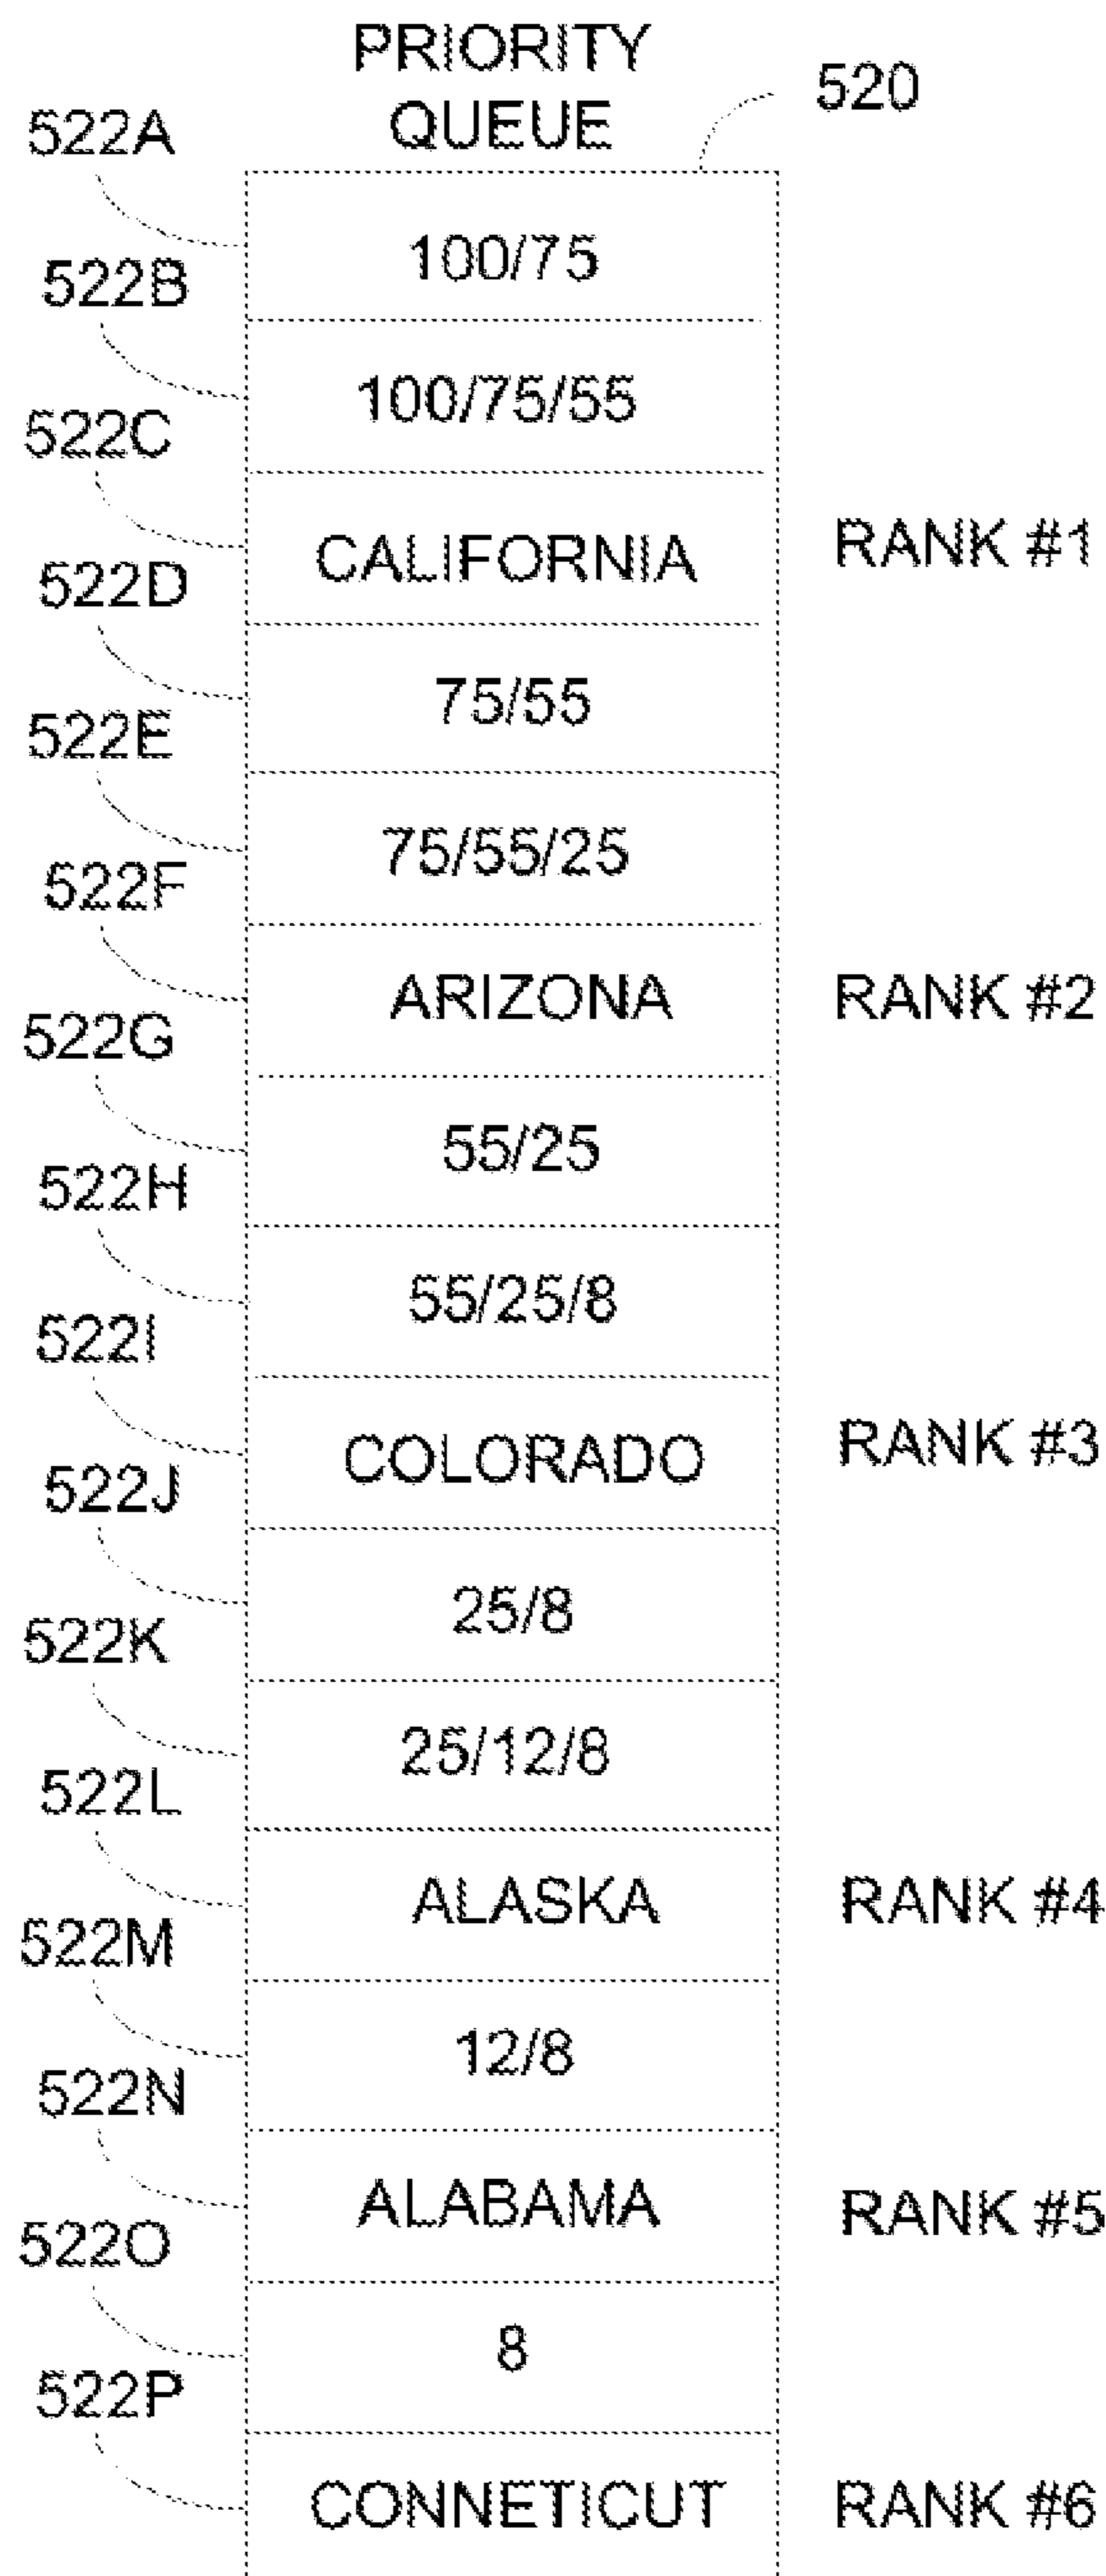 PRIORITY
QUEUE
520
522A
100/75
522B
100/75/55
522C
CALIFORNIA
RANK #1
522D
75/55
522E
75/55/25
522F
ARIZONA
RANK #2
522G
55/25
522H
55/25/8
522I
COLORADO
RANK #3
522J
25/8
522K
25/12/8
522L
ALASKA
RANK #4
522M
12/8
522N
ALABAMA
RANK #5
522O
8
522P
CONNETICUT
RANK #6